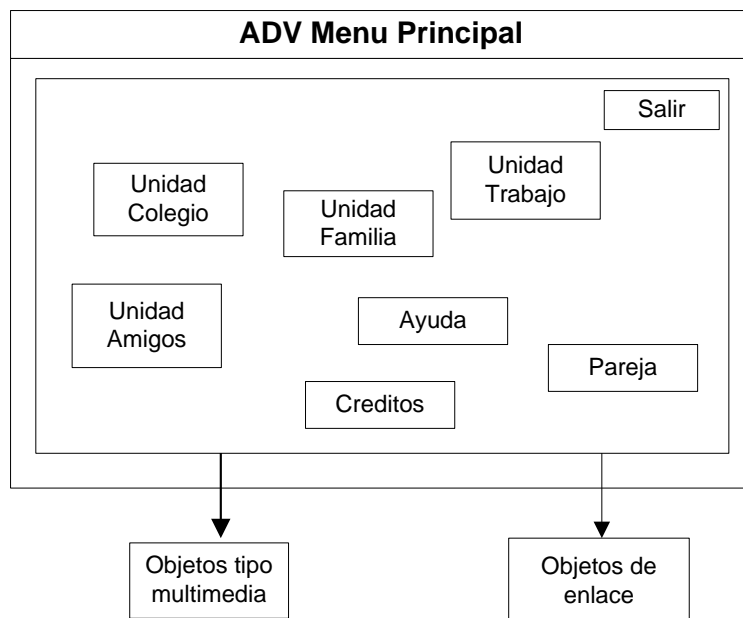 ADV Menu Principal
Salir
Unidad
Colegio
Unidad
Familia
Unidad
Trabajo
Unidad
Amigos
Ayuda
Pareja
Creditos
Objetos tipo
multimedia
Objetos de
enlace